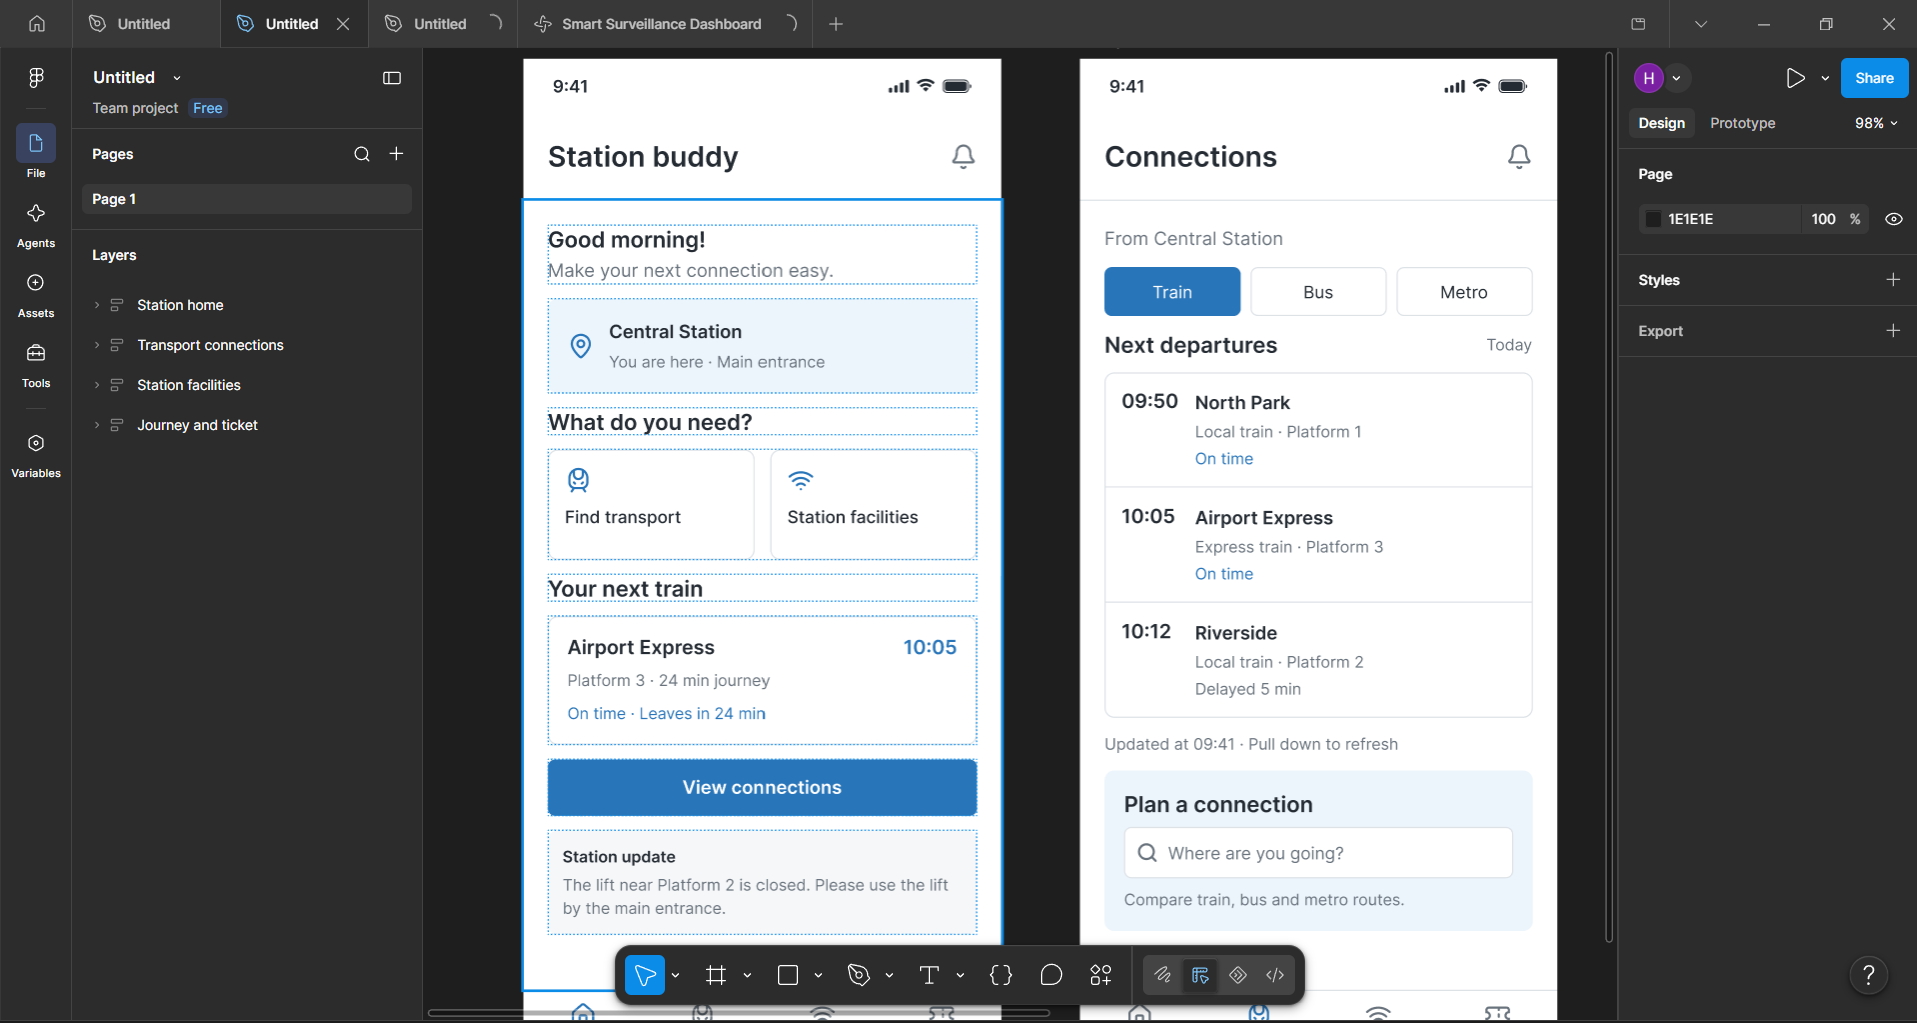 Untitled
Untitled
Untitled
Smart Surveillance Dashboard
Untitled
Team project Free
File
Agents
Assets
Tools
Variables
Pages
Page 1
Layers
Station home
Transport connections
Station facilities
Journey and ticket
9:41
Station buddy
Good morning!
Make your next connection easy.
Central Station
You are here · Main entrance
What do you need?
Find transport
Station facilities
Your next train
Airport Express 10:05
Platform 3 · 24 min journey
On time · Leaves in 24 min
View connections
Station update
The lift near Platform 2 is closed. Please use the lift
by the main entrance.
9:41
Connections
From Central Station
Train Bus Metro
Next departures Today
09:50 North Park
Local train · Platform 1
On time
10:05 Airport Express
Express train · Platform 3
On time
10:12 Riverside
Local train · Platform 2
Delayed 5 min
Updated at 09:41 · Pull down to refresh
Plan a connection
Where are you going?
Compare train, bus and metro routes.
H
Share
Design Prototype 98%
Page
1E1E1E 100 %
Styles
Export
?